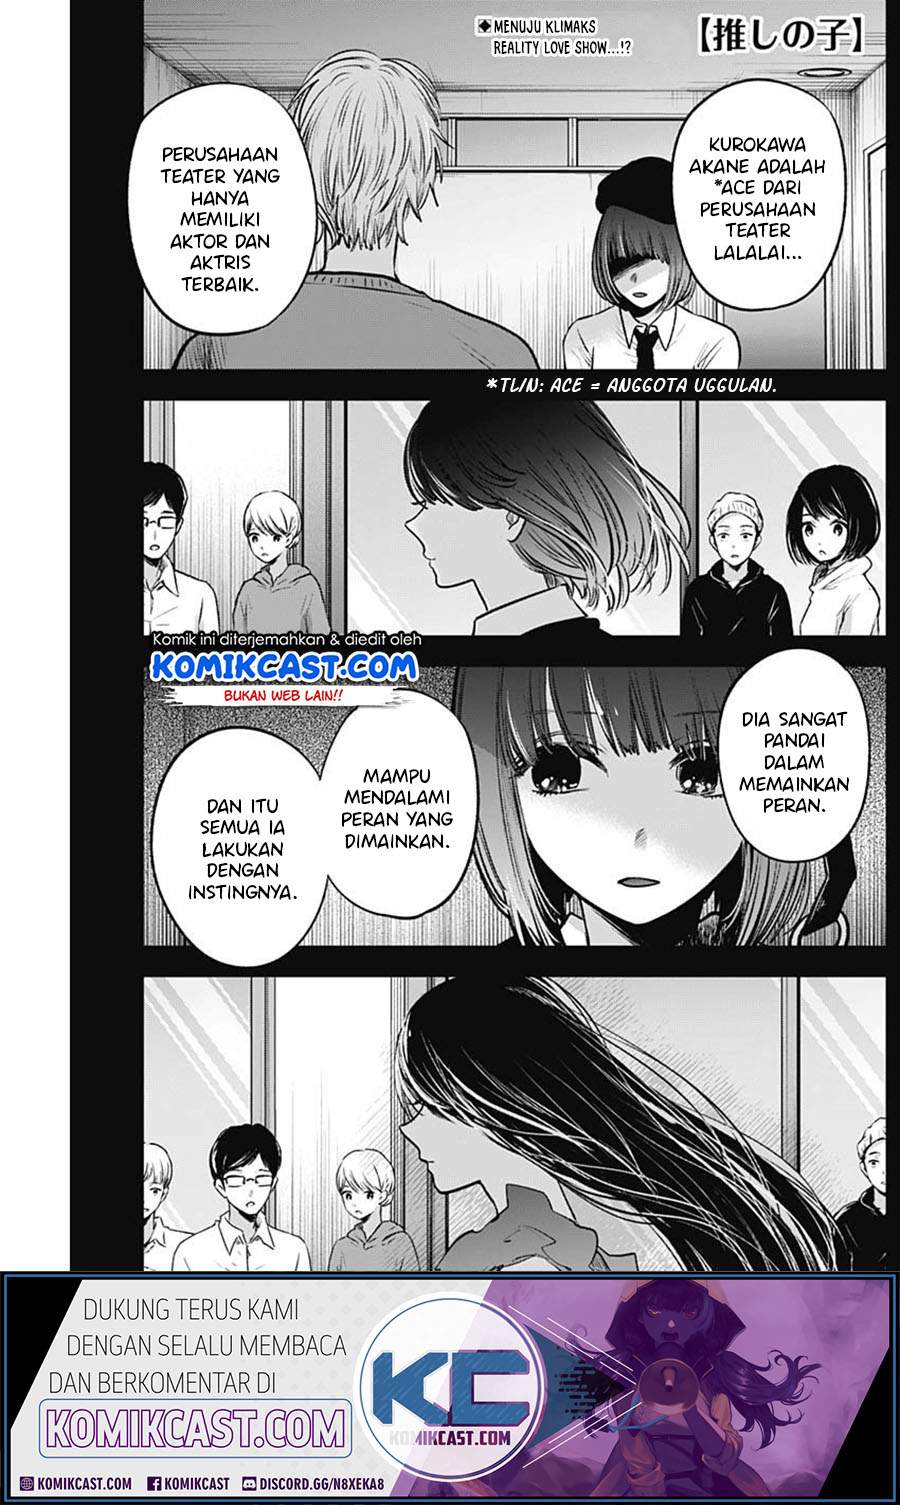 ◆MENUJU KLIMAKS
REALITY LOVE SHOW...!?
【推しの子】
KUROKAWA
AKANE ADALAH
*ACE DARI
PERUSAHAAN
TEATER
LALALAI...
PERUSAHAAN
TEATER YANG
HANYA
MEMILIKI
AKTOR DAN
AKTRIS
TERBAIK.
*TL/N: ACE = ANGGOTA UGGULAN.
Komik ini diterjemahkan & diedit oleh
KOMIKCAST.COM
BUKAN WEB LAIN!!
DIA SANGAT
PANDAI
DALAM
MEMAINKAN
PERAN.
MAMPU
MENDALAMI
PERAN YANG
DIMAINKAN.
DAN ITU
SEMUA IA
LAKUKAN
DENGAN
INSTINGNYA.
DUKUNG TERUS KAMI
DENGAN SELALU MEMBACA
DAN BERKOMENTAR DI
KOMIKCAST.COM
KOMIKCAST.COM
KOMIKCAST
DISCORD.GG/N8XEKA8
KC
KOMIKCAST.COM